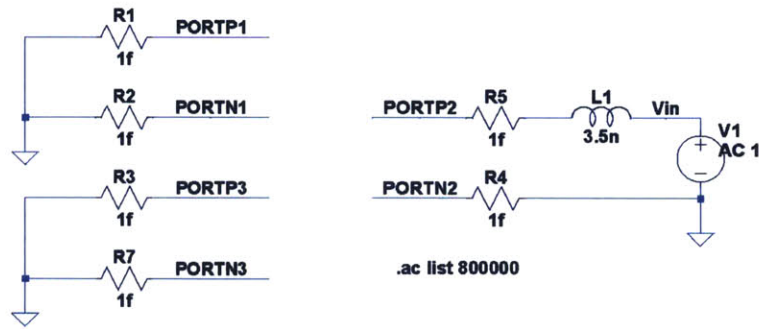 R1
PORTP1
1f
R2
PORTN1
1f
R3
PORTP3
1f
R7
PORTN3
1f
PORTP2
R5
1f
L1
3.5n
Vin
V1
AC 1
PORTN2
R4
1f
.ac list 800000